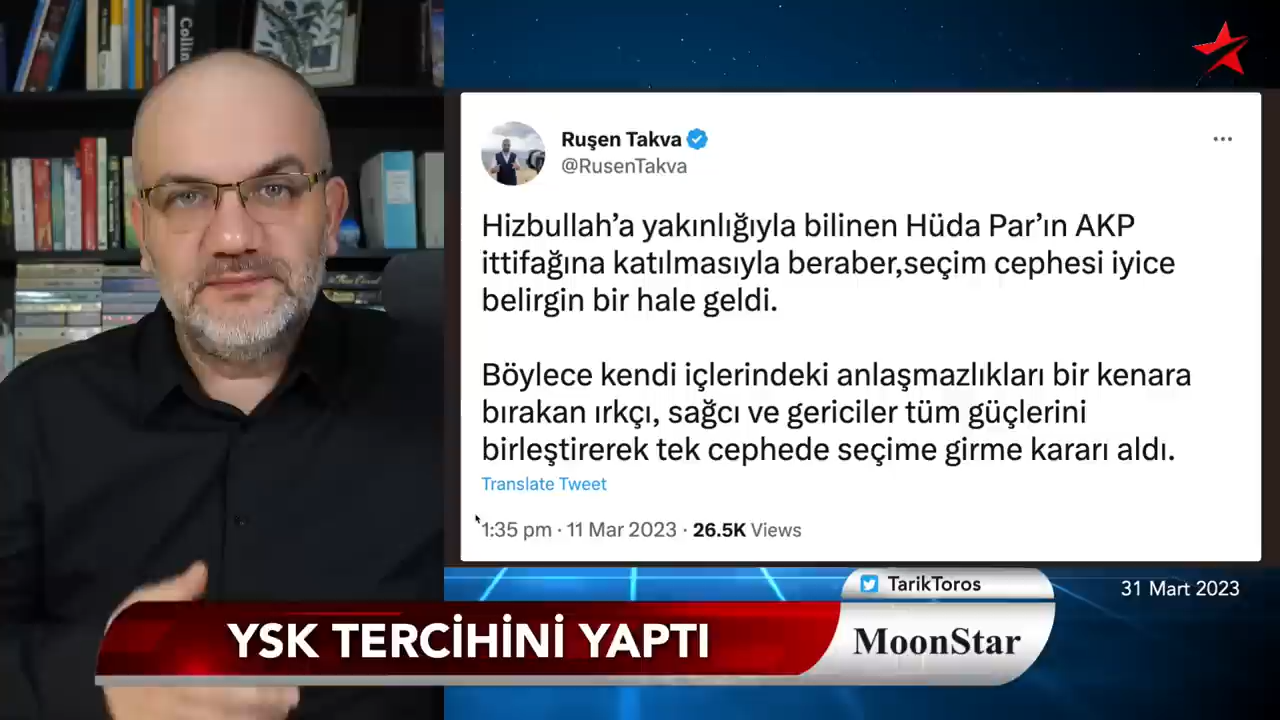 Collin
Ruşen Takva
@RusenTakva
Hizbullah’a yakınlığıyla bilinen Hüda Par’ın AKP
ittifağına katılmasıyla beraber,seçim cephesi iyice
belirgin bir hale geldi.
Böylece kendi içlerindeki anlaşmazlıkları bir kenara
bırakan ırkçı, sağcı ve gericiler tüm güçlerini
birleştirerek tek cephede seçime girme kararı aldı.
Translate Tweet
1:35 pm · 11 Mar 2023 · 26.5K Views
TarikToros
31 Mart 2023
YSK TERCİHİNİ YAPTI
MoonStar